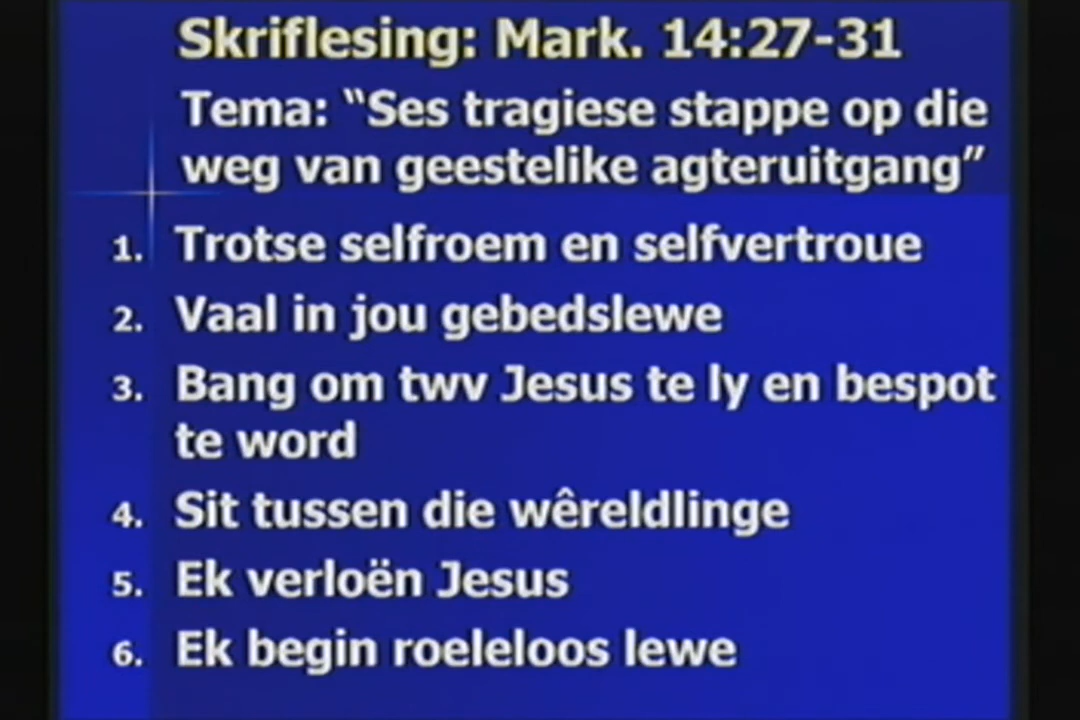 Skriflesing: Mark. 14:27-31
Tema: “Ses tragiese stappe op die
weg van geestelike agteruitgang”
1. Trotse selfroem en selfvertroue
2. Vaal in jou gebedslewe
3. Bang om twv Jesus te ly en bespot
te word
4. Sit tussen die wêreldlinge
5. Ek verloën Jesus
6. Ek begin roeleloos lewe